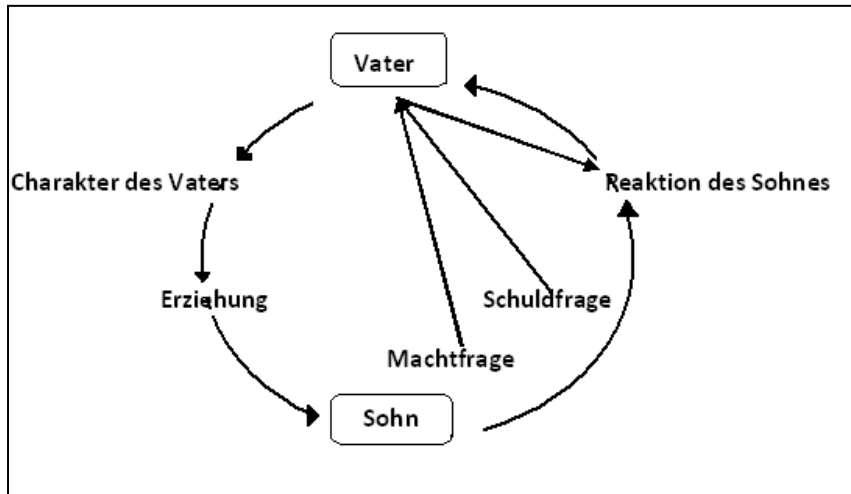 Vater
Charakter des Vaters
Reaktion des Sohnes
Erziehung
Schuldfrage
Machtfrage
Sohn